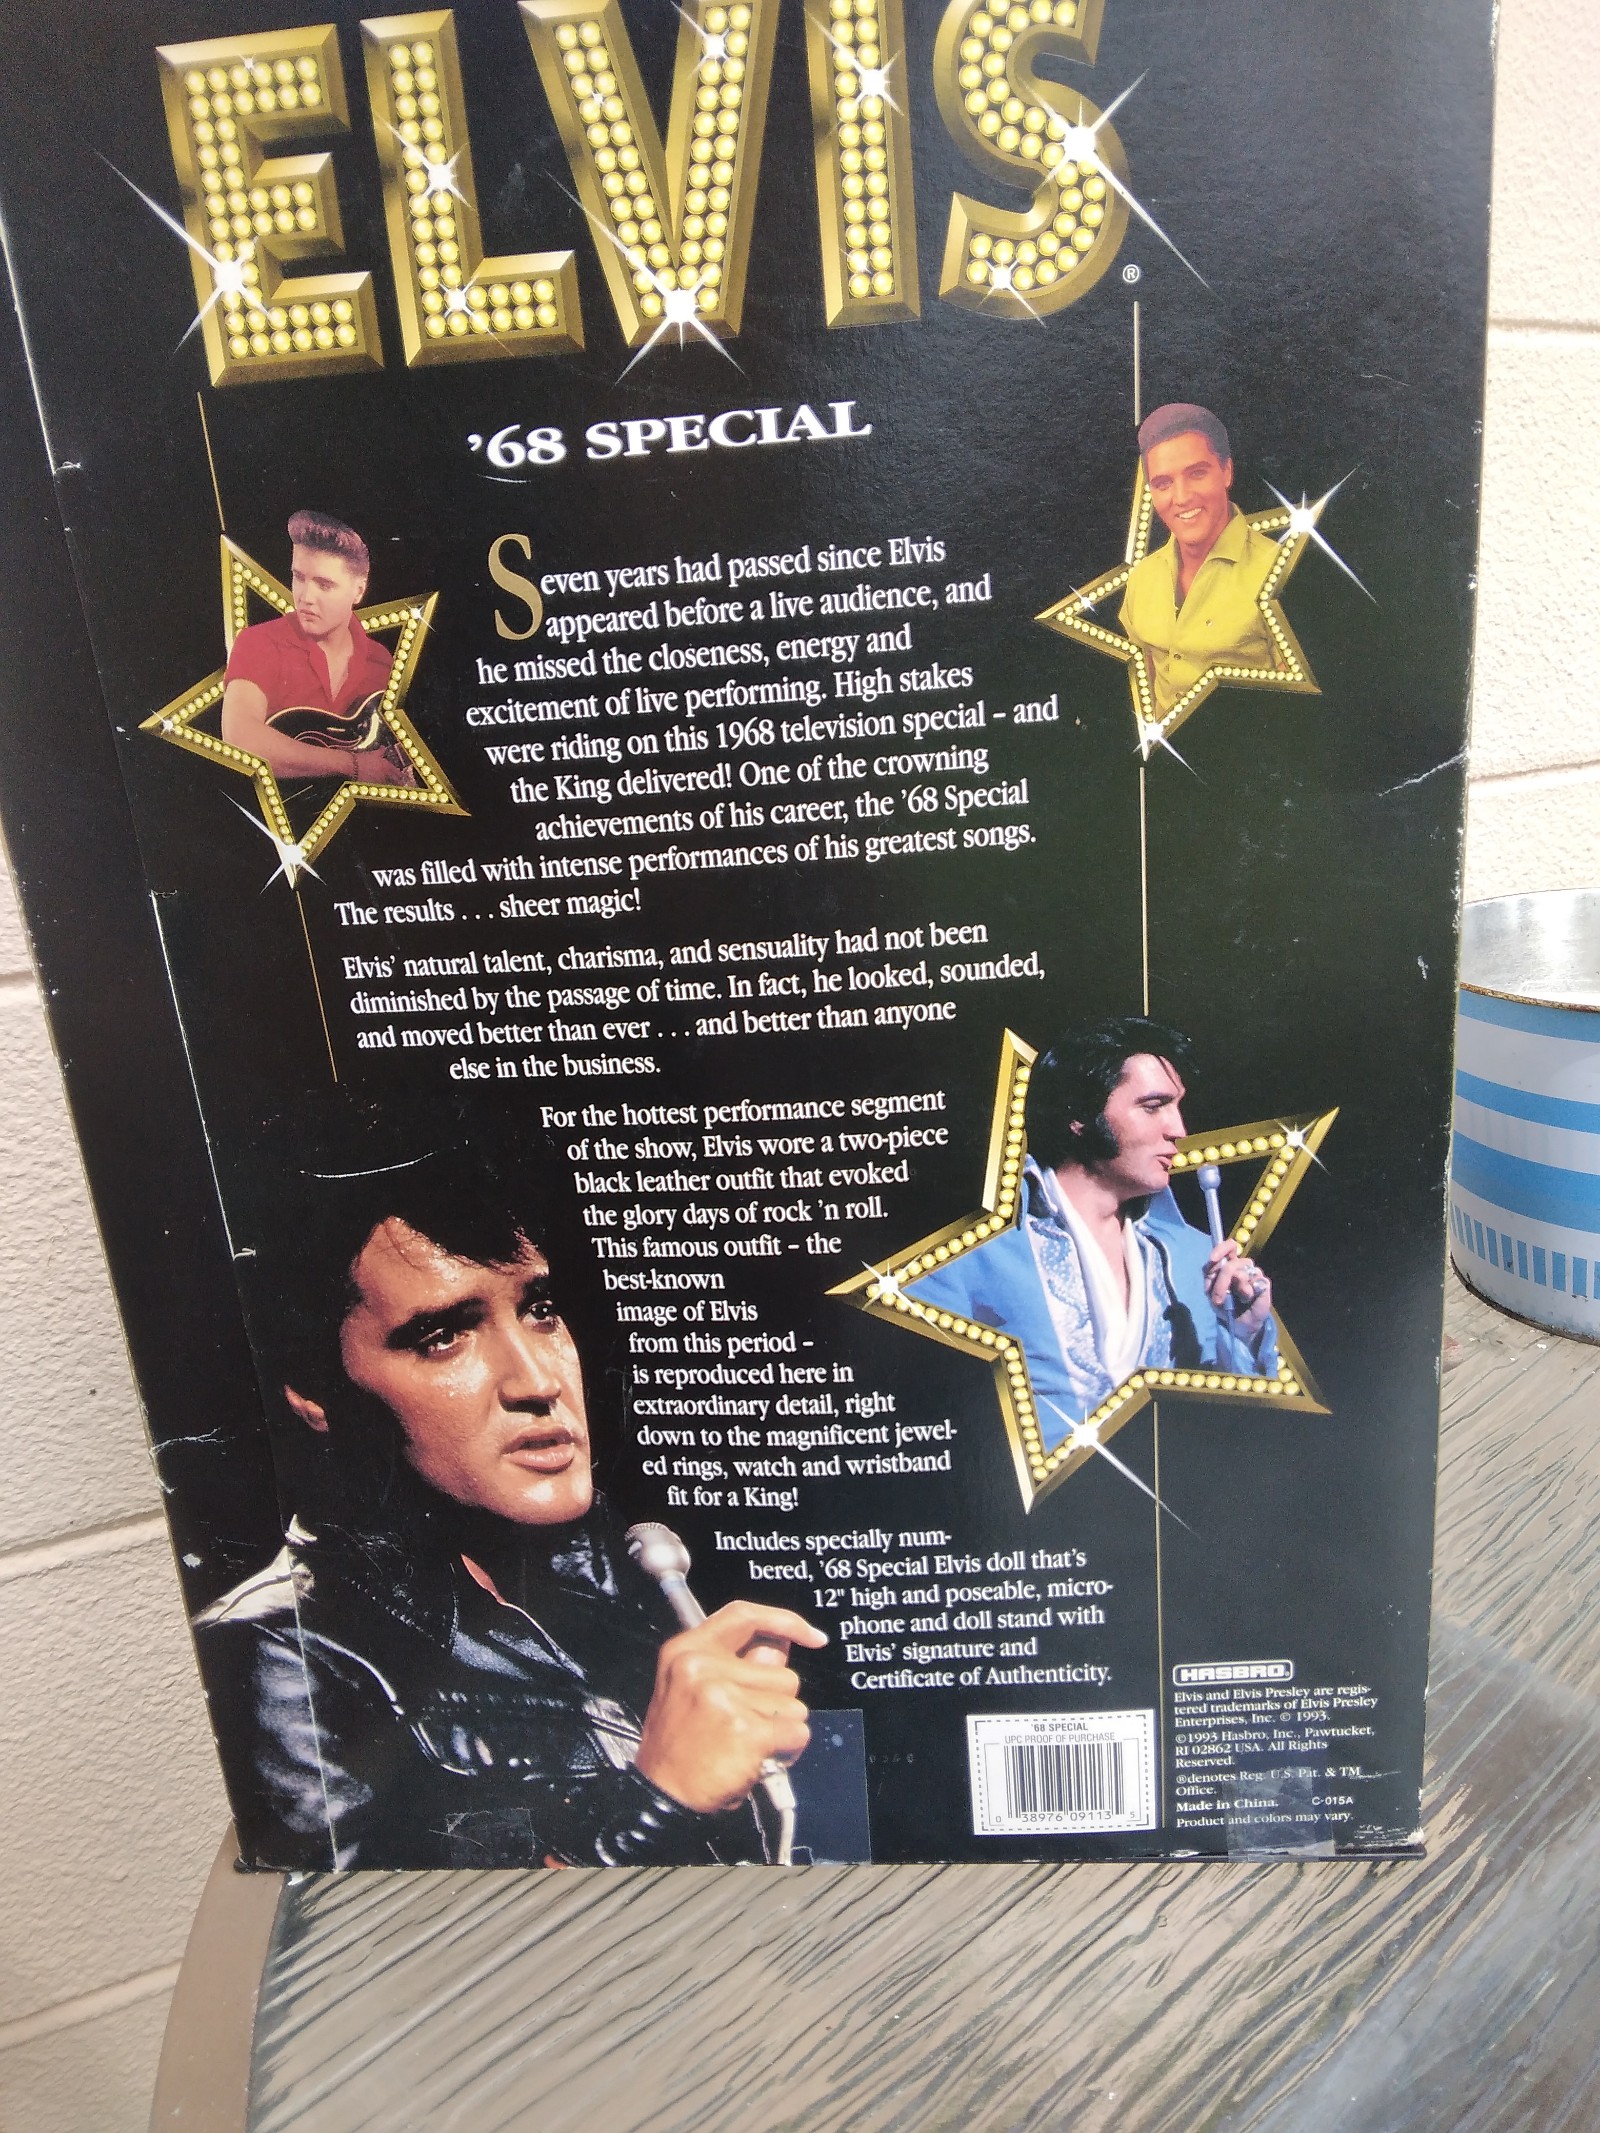 ELVIS®
’68 SPECIAL
Seven years had passed since Elvis
appeared before a live audience, and
he missed the closeness, energy and
excitement of live performing. High stakes
were riding on this 1968 television special – and
the King delivered! One of the crowning
achievements of his career, the ’68 Special
was filled with intense performances of his greatest songs.
The results . . . sheer magic!
Elvis’ natural talent, charisma, and sensuality had not been
diminished by the passage of time. In fact, he looked, sounded,
and moved better than ever . . . and better than anyone
else in the business.
For the hottest performance segment
of the show, Elvis wore a two-piece
black leather outfit that evoked
the glory days of rock ’n roll.
This famous outfit – the
best-known
image of Elvis
from this period –
is reproduced here in
extraordinary detail, right
down to the magnificent jewel-
ed rings, watch and wristband
fit for a King!
Includes specially num-
bered, ’68 Special Elvis doll that’s
12" high and poseable, micro-
phone and doll stand with
Elvis’ signature and
Certificate of Authenticity.
HASBRO.
Elvis and Elvis Presley are regis-
tered trademarks of Elvis Presley
Enterprises, Inc. © 1993.
©1993 Hasbro, Inc., Pawtucket,
RI 02862 USA. All Rights
Reserved.
®denotes Reg. U.S. Pat. & TM
Office.
Made in China. C-015A
Product and colors may vary.
’68 SPECIAL
UPC PROOF OF PURCHASE
0 38976 09113 5